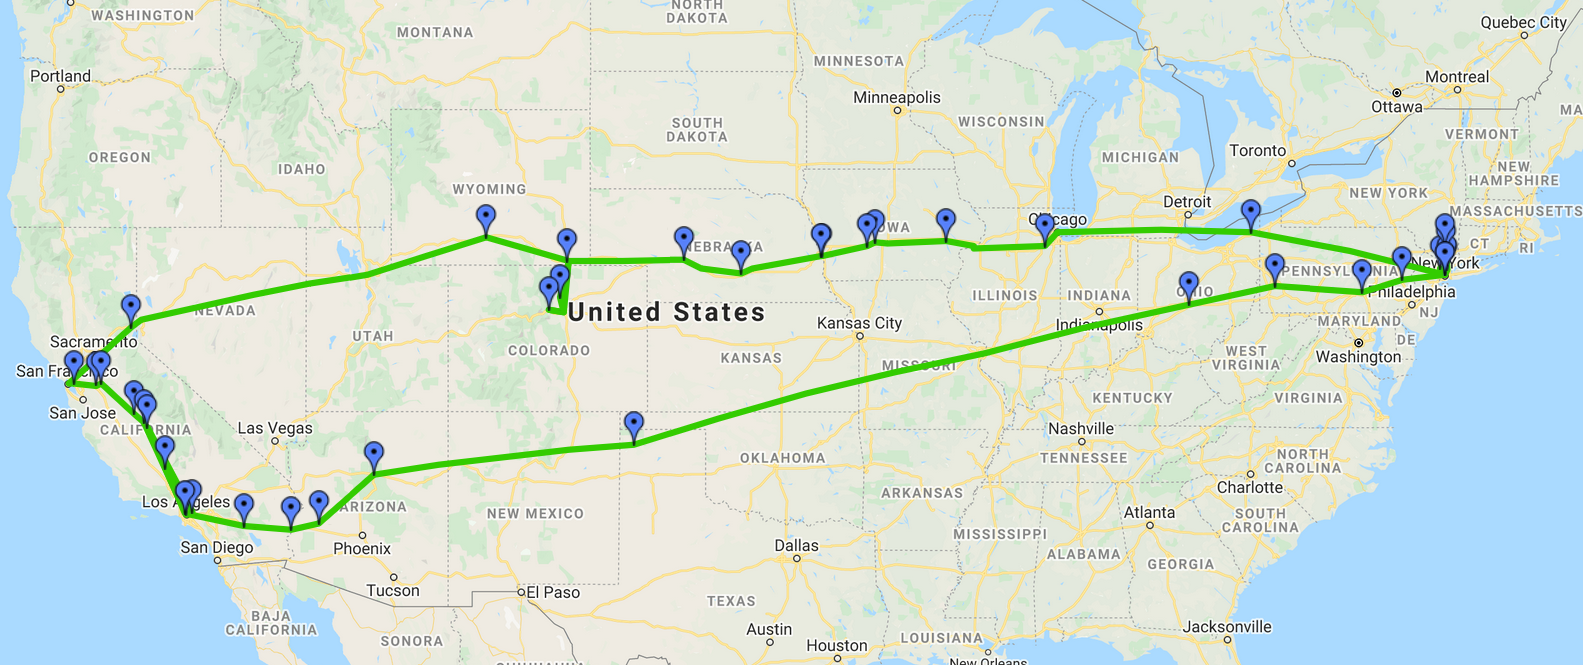 WASHINGTON
NORTH
DAKOTA
Quebec City
MONTANA
Portland
MINNESOTA
Montreal
Minneapolis
Ottawa
SOUTH
DAKOTA
WISCONSIN
MA
VERMONT
OREGON
MICHIGAN
Toronto
IDAHO
NEW
HAMPSHIRE
WYOMING
NEW YORK
Detroit
MASSACHUSETTS
Chicago
IOWA
NEBRASKA
CT
RI
New York
PENNSYLVANIA
OHIO
Philadelphia
ILLINOIS
INDIANA
NEVADA
United States
NJ
MARYLAND
Kansas City
Indianapolis
UTAH
Sacramento
DE
COLORADO
KANSAS
WEST
VIRGINIA
Washington
MISSOURI
San Francisco
KENTUCKY
VIRGINIA
San Jose
CALIFORNIA
Las Vegas
Nashville
OKLAHOMA
TENNESSEE
NORTH
CAROLINA
Charlotte
ARKANSAS
Los Angeles
ARIZONA
NEW MEXICO
Atlanta
SOUTH
CAROLINA
MISSISSIPPI
San Diego
Phoenix
Dallas
ALABAMA
GEORGIA
Tucson
El Paso
TEXAS
BAJA
CALIFORNIA
Austin
Jacksonville
SONORA
Houston
LOUISIANA
New Orleans
CHIHUAHUA